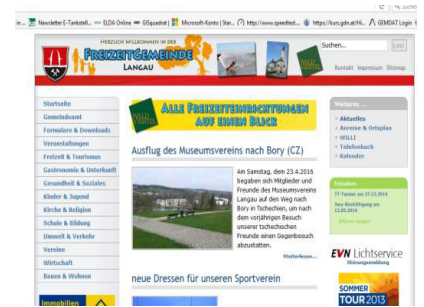 Newsletter E-Tankstell... ELDA Online GISquadrat Microsoft-Konto | Star... http://www.speedtest... https://kurs.gdn.at/Ni... GEMDAT Login
HERZLICH WILLKOMMEN IN DER
FREIZEITGEMEINDE
LANGAU
Suchen...
Los!
Kontakt Impressum Sitemap
Startseite
Gemeindeamt
Formulare & Downloads
Veranstaltungen
Freizeit & Tourismus
Gastronomie & Unterkunft
Gesundheit & Soziales
Kinder & Jugend
Kirche & Religion
Schule & Bildung
Umwelt & Verkehr
Vereine
Wirtschaft
Bauen & Wohnen
Immobilien
ALLE FREIZEITEINRICHTUNGEN
AUF EINEN BLICK
Ausflug des Museumsvereins nach Bory (CZ)
Am Samstag, dem 23.4.2016
begaben sich Mitglieder und
Freunde des Museumsvereins
Langau auf den Weg nach
Bory in Tschechien, um nach
dem vorjährigen Besuch
unserer tschechischen
Freunde einen Gegenbesuch
abzustatten.
Weiterlesen...
neue Dressen für unseren Sportverein
Weiteres ...
Aktuelles
Anreise & Ortsplan
WILLI
Telefonbuch
Kalender
EVN Lichtservice
Störungsmeldung
SOMMER
TOUR 2013